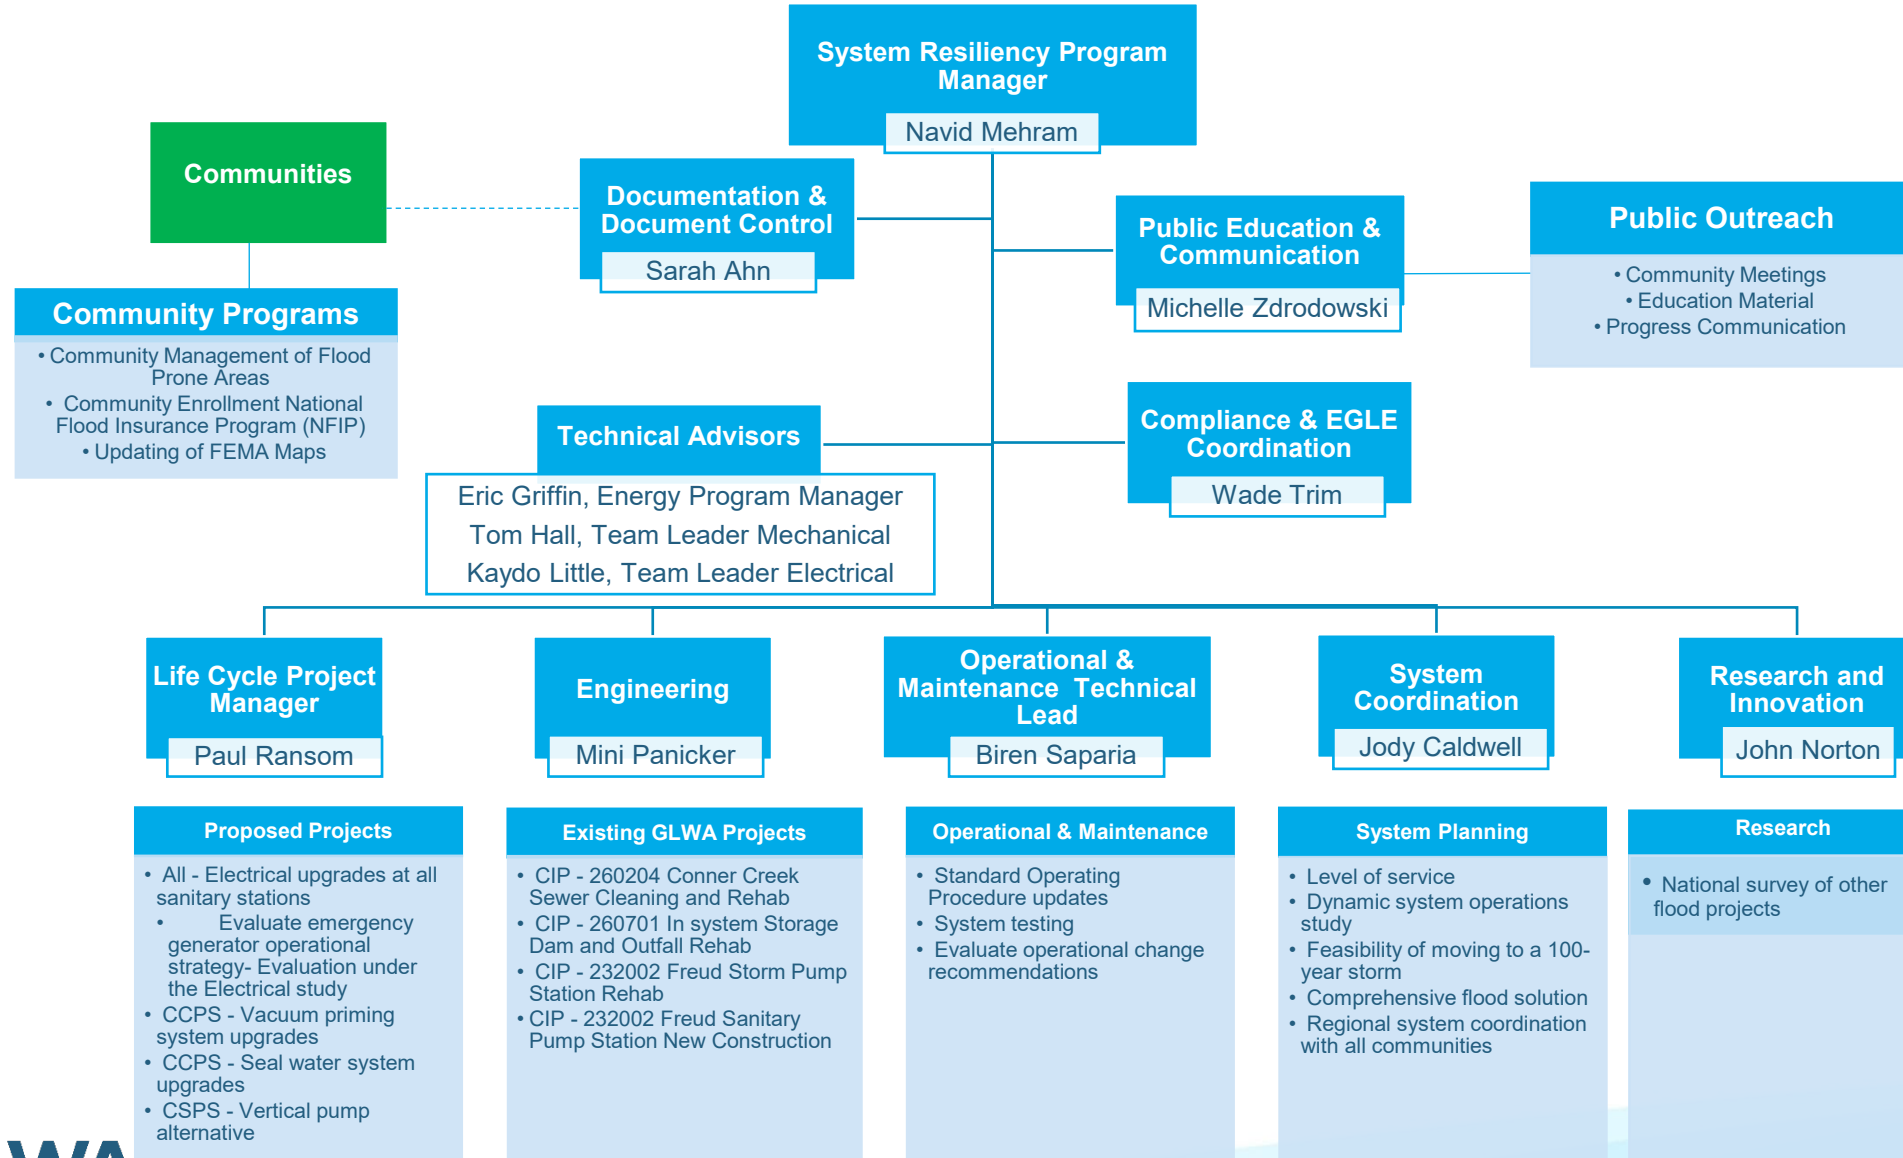 System Resiliency Program
Manager
Navid Mehram
Communities
Documentation &
Document Control
Sarah Ahn
Public Education &
Communication
Michelle Zdrodowski
Public Outreach
• Community Meetings
• Education Material
• Progress Communication
Community Programs
• Community Management of Flood
Prone Areas
• Community Enrollment National
Flood Insurance Program (NFIP)
• Updating of FEMA Maps
Technical Advisors
Eric Griffin, Energy Program Manager
Tom Hall, Team Leader Mechanical
Kaydo Little, Team Leader Electrical
Compliance & EGLE
Coordination
Wade Trim
Life Cycle Project
Manager
Paul Ransom
Engineering
Mini Panicker
Operational &
Maintenance Technical
Lead
Biren Saparia
System
Coordination
Jody Caldwell
Research and
Innovation
John Norton
Proposed Projects
• All - Electrical upgrades at all
sanitary stations
• Evaluate emergency
generator operational
strategy- Evaluation under
the Electrical study
• CCPS - Vacuum priming
system upgrades
• CCPS - Seal water system
upgrades
• CSPS - Vertical pump
alternative
Existing GLWA Projects
• CIP - 260204 Conner Creek
Sewer Cleaning and Rehab
• CIP - 260701 In system Storage
Dam and Outfall Rehab
• CIP - 232002 Freud Storm Pump
Station Rehab
• CIP - 232002 Freud Sanitary
Pump Station New Construction
Operational & Maintenance
• Standard Operating
Procedure updates
• System testing
• Evaluate operational change
recommendations
System Planning
• Level of service
• Dynamic system operations
study
• Feasibility of moving to a 100-
year storm
• Comprehensive flood solution
• Regional system coordination
with all communities
Research
• National survey of other
flood projects